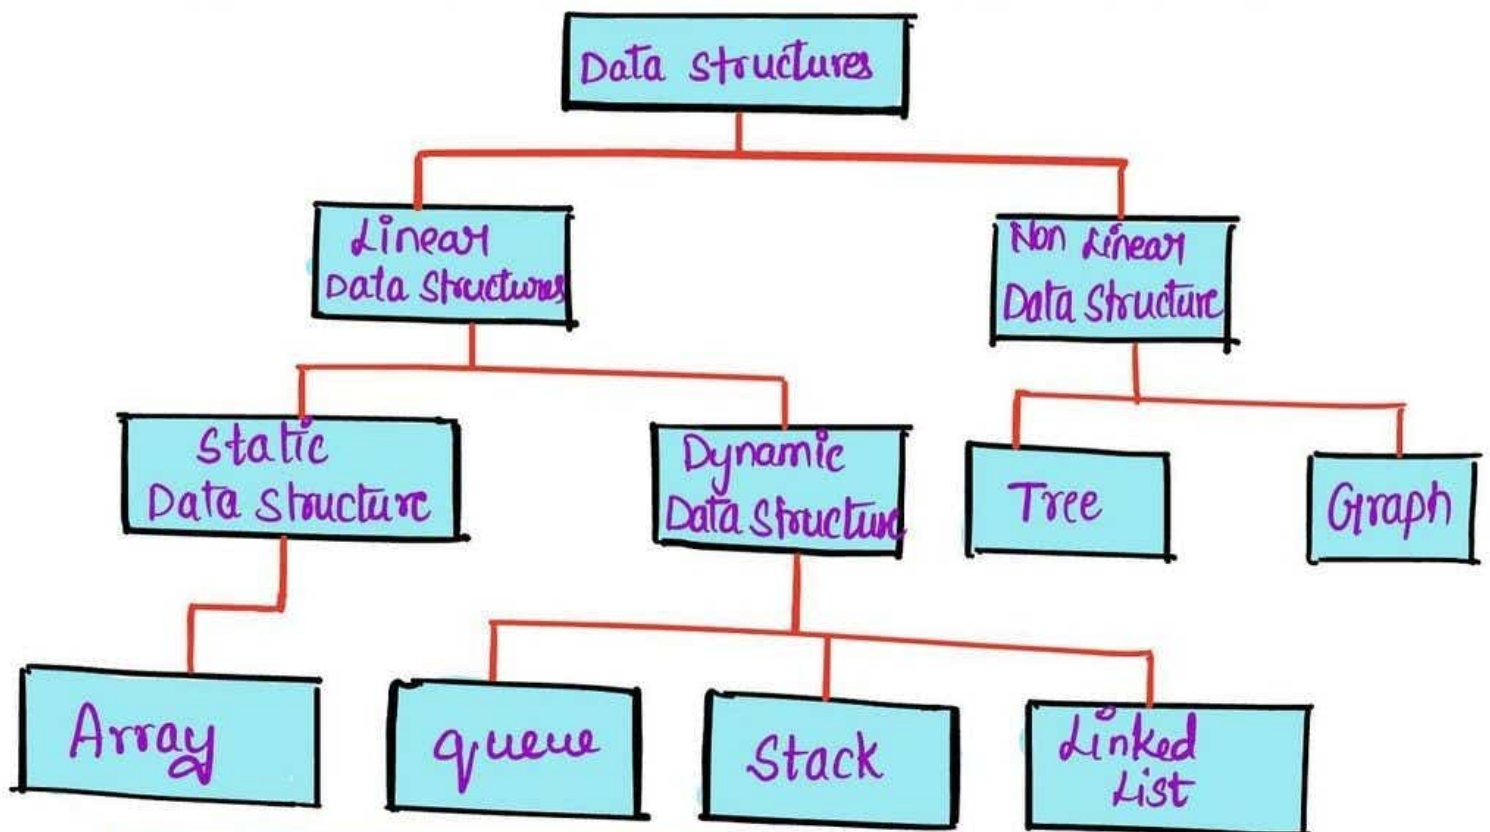 Data Structures
Linear
Data Structures
Non Linear
Data Structure
Static
Data Structure
Dynamic
Data Structure
Tree
Graph
Array
queue
Stack
Linked
List